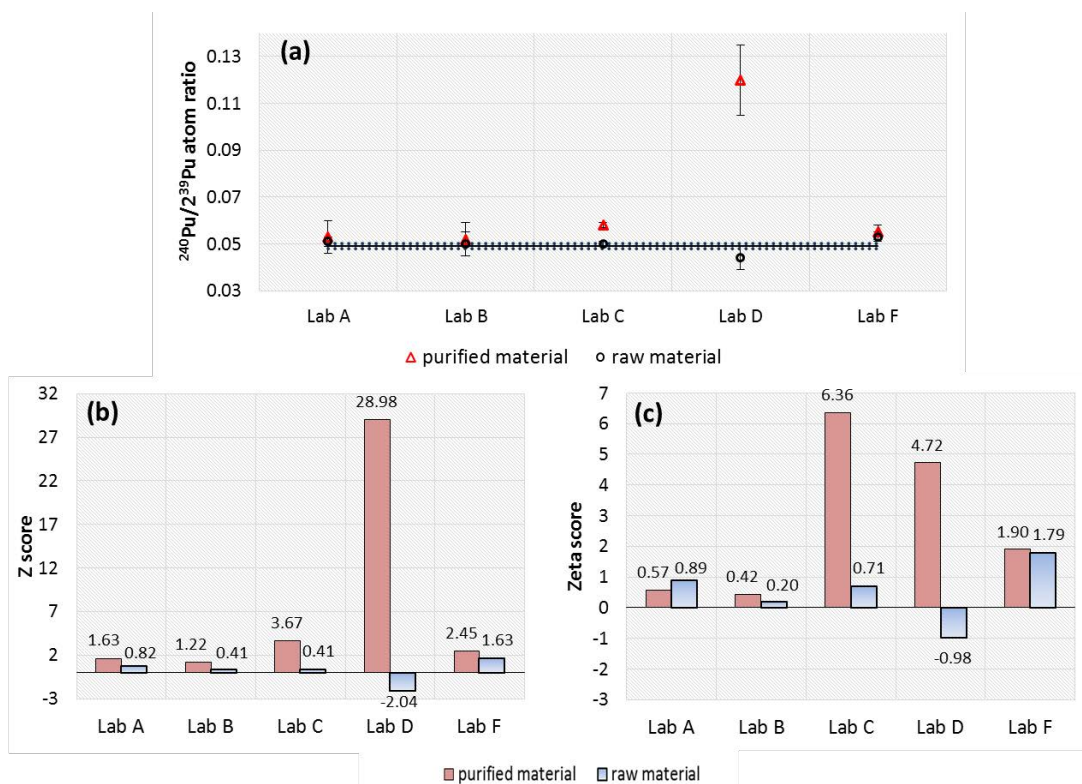 (a)
²⁴⁰Pu/2³⁹Pu atom ratio
0.13
0.11
0.09
0.07
0.05
0.03
Lab A Lab B Lab C Lab D Lab F
purified material raw material
(b)
Z score
32
27
22
17
12
7
2
-3
1.63 0.82 1.22 0.41 3.67 0.41 28.98 -2.04 2.45 1.63
Lab A Lab B Lab C Lab D Lab F
(c)
Zeta score
7
6
5
4
3
2
1
0
-1
-2
-3
0.57 0.89 0.42 0.20 6.36 0.71 4.72 -0.98 1.90 1.79
Lab A Lab B Lab C Lab D Lab F
purified material raw material